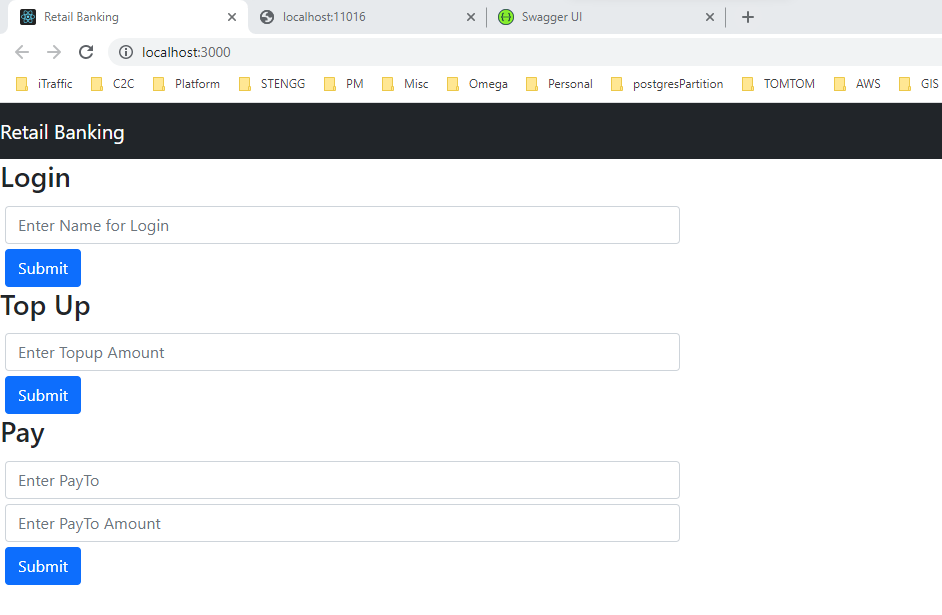 Retail Banking localhost:11016 Swagger UI
localhost:3000
iTraffic C2C Platform STENGG PM Misc Omega Personal postgresPartition TOMTOM AWS GIS
Retail Banking
Login
Enter Name for Login
Submit
Top Up
Enter Topup Amount
Submit
Pay
Enter PayTo
Enter PayTo Amount
Submit